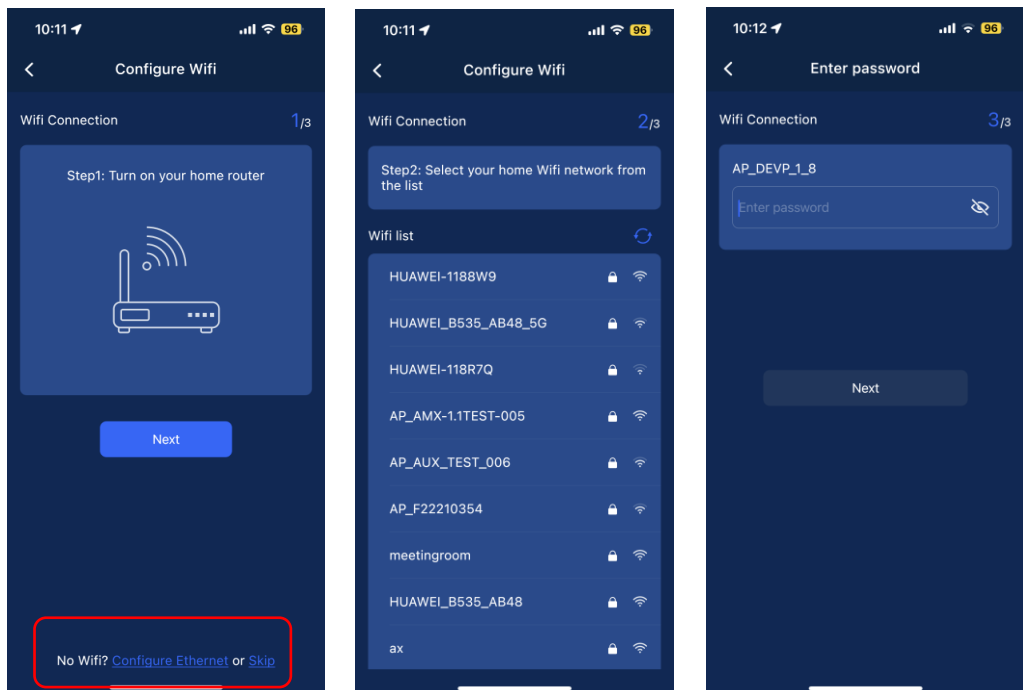 10:11
96
Configure Wifi
Wifi Connection
1/3
Step1: Turn on your home router
Next
No Wifi? Configure Ethernet or Skip
10:11
96
Configure Wifi
Wifi Connection
2/3
Step2: Select your home Wifi network from
the list
Wifi list
HUAWEI-1188W9
HUAWEI_B535_AB48_5G
HUAWEI-118R7Q
AP_AMX-1.1TEST-005
AP_AUX_TEST_006
AP_F22210354
meetingroom
HUAWEI_B535_AB48
ax
10:12
96
Enter password
Wifi Connection
3/3
AP_DEVP_1_8
Enter password
Next